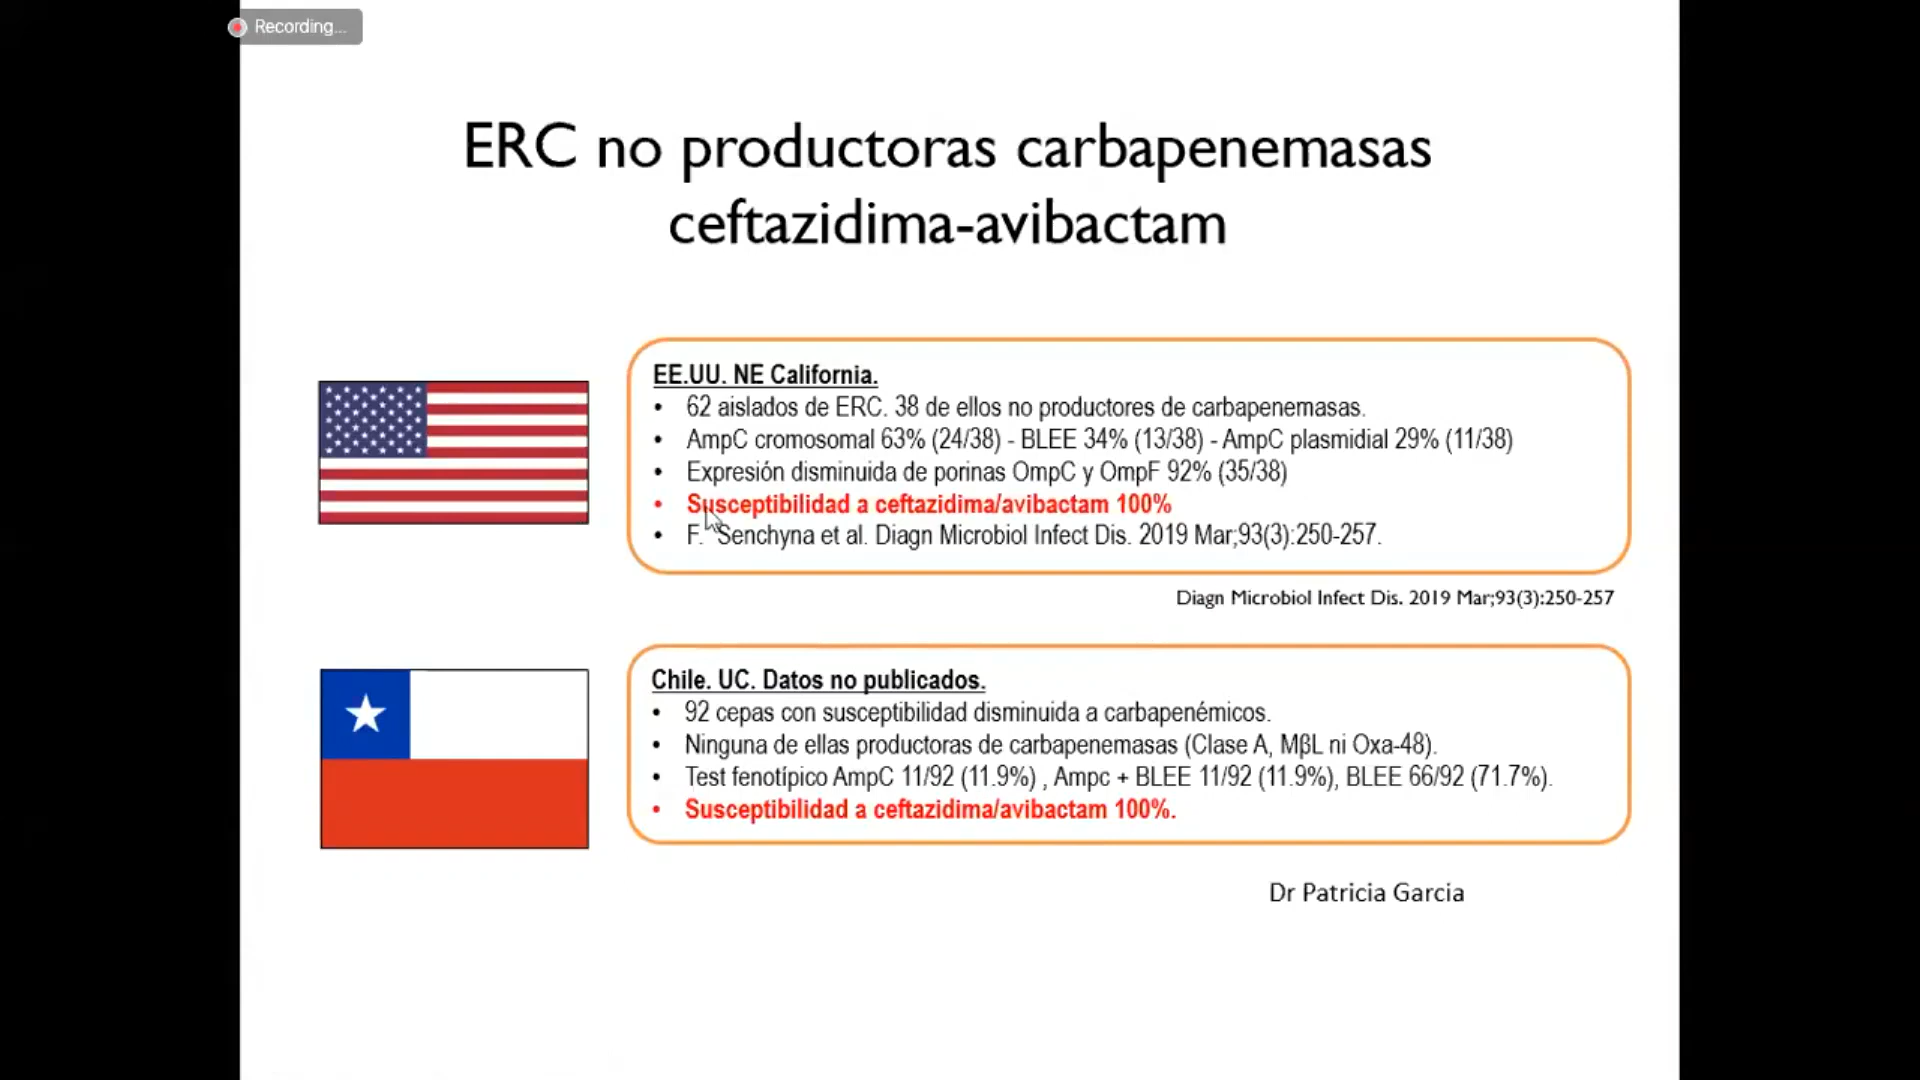 Recording...
ERC no productoras carbapenemasas
ceftazidima-avibactam
EE.UU. NE California.
• 62 aislados de ERC. 38 de ellos no productores de carbapenemasas.
• AmpC cromosomal 63% (24/38) - BLEE 34% (13/38) - AmpC plasmidial 29% (11/38)
• Expresión disminuida de porinas OmpC y OmpF 92% (35/38)
• Susceptibilidad a ceftazidima/avibactam 100%
• F. Senchyna et al. Diagn Microbiol Infect Dis. 2019 Mar;93(3):250-257.
Diagn Microbiol Infect Dis. 2019 Mar;93(3):250-257
Chile. UC. Datos no publicados.
• 92 cepas con susceptibilidad disminuida a carbapenémicos.
• Ninguna de ellas productoras de carbapenemasas (Clase A, MβL ni Oxa-48).
• Test fenotípico AmpC 11/92 (11.9%) , Ampc + BLEE 11/92 (11.9%), BLEE 66/92 (71.7%).
• Susceptibilidad a ceftazidima/avibactam 100%.
Dr Patricia Garcia